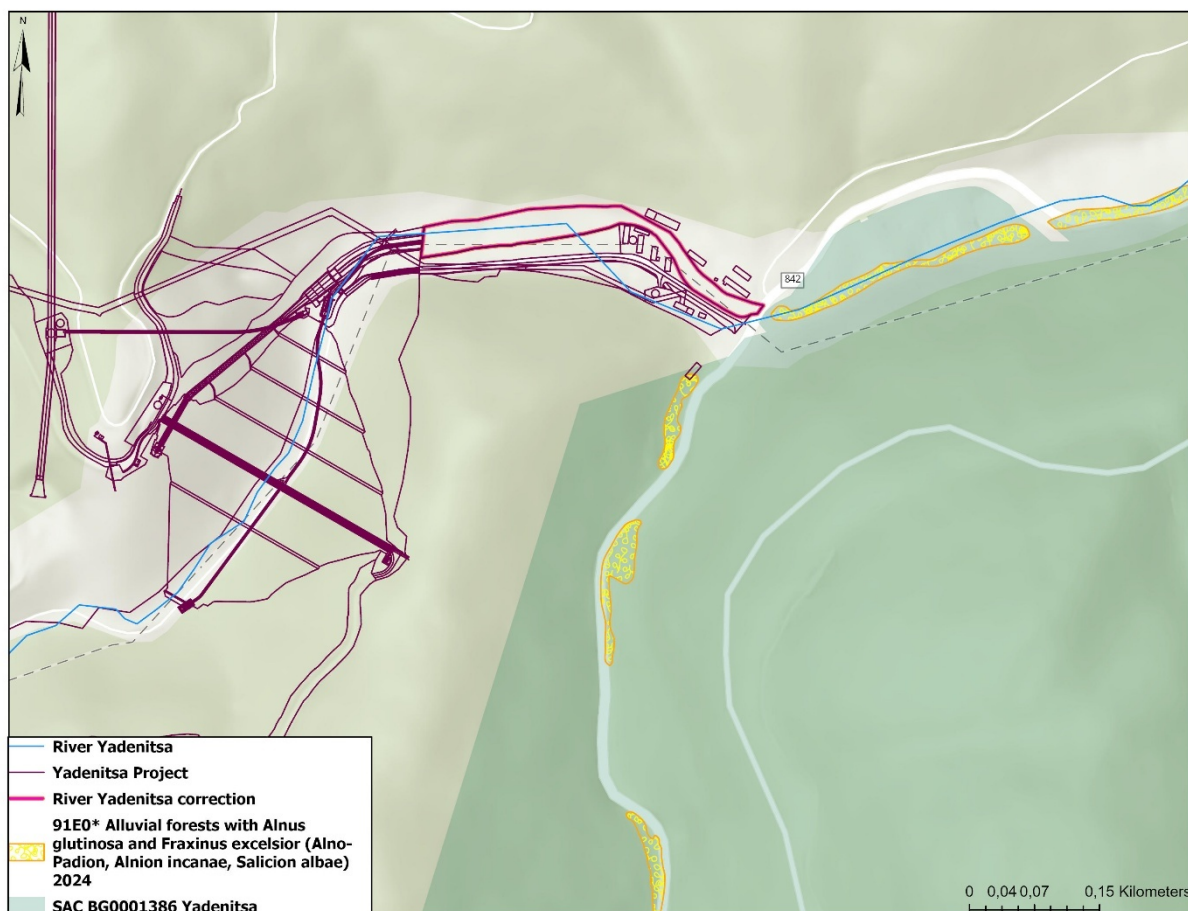 N
842
River Yadenitsa
Yadenitsa Project
River Yadenitsa correction
91E0* Alluvial forests with Alnus
glutinosa and Fraxinus excelsior (Alno-
Padion, Alnion incanae, Salicion albae)
2024
SAC BG0001386 Yadenitsa
0 0,04 0,07 0,15 Kilometers